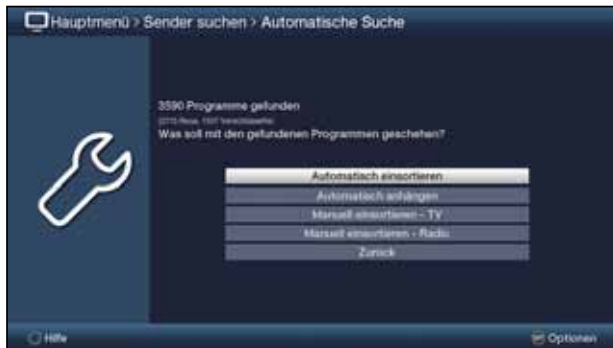 Hauptmenü > Sender suchen > Automatische Suche
3590 Programme gefunden
Was soll mit den gefundenen Programmen geschehen?
Automatisch einsortieren
Automatisch anhängen
Manuell einsortieren - TV
Manuell einsortieren - Radio
Zurück
Hilfe
Optionen